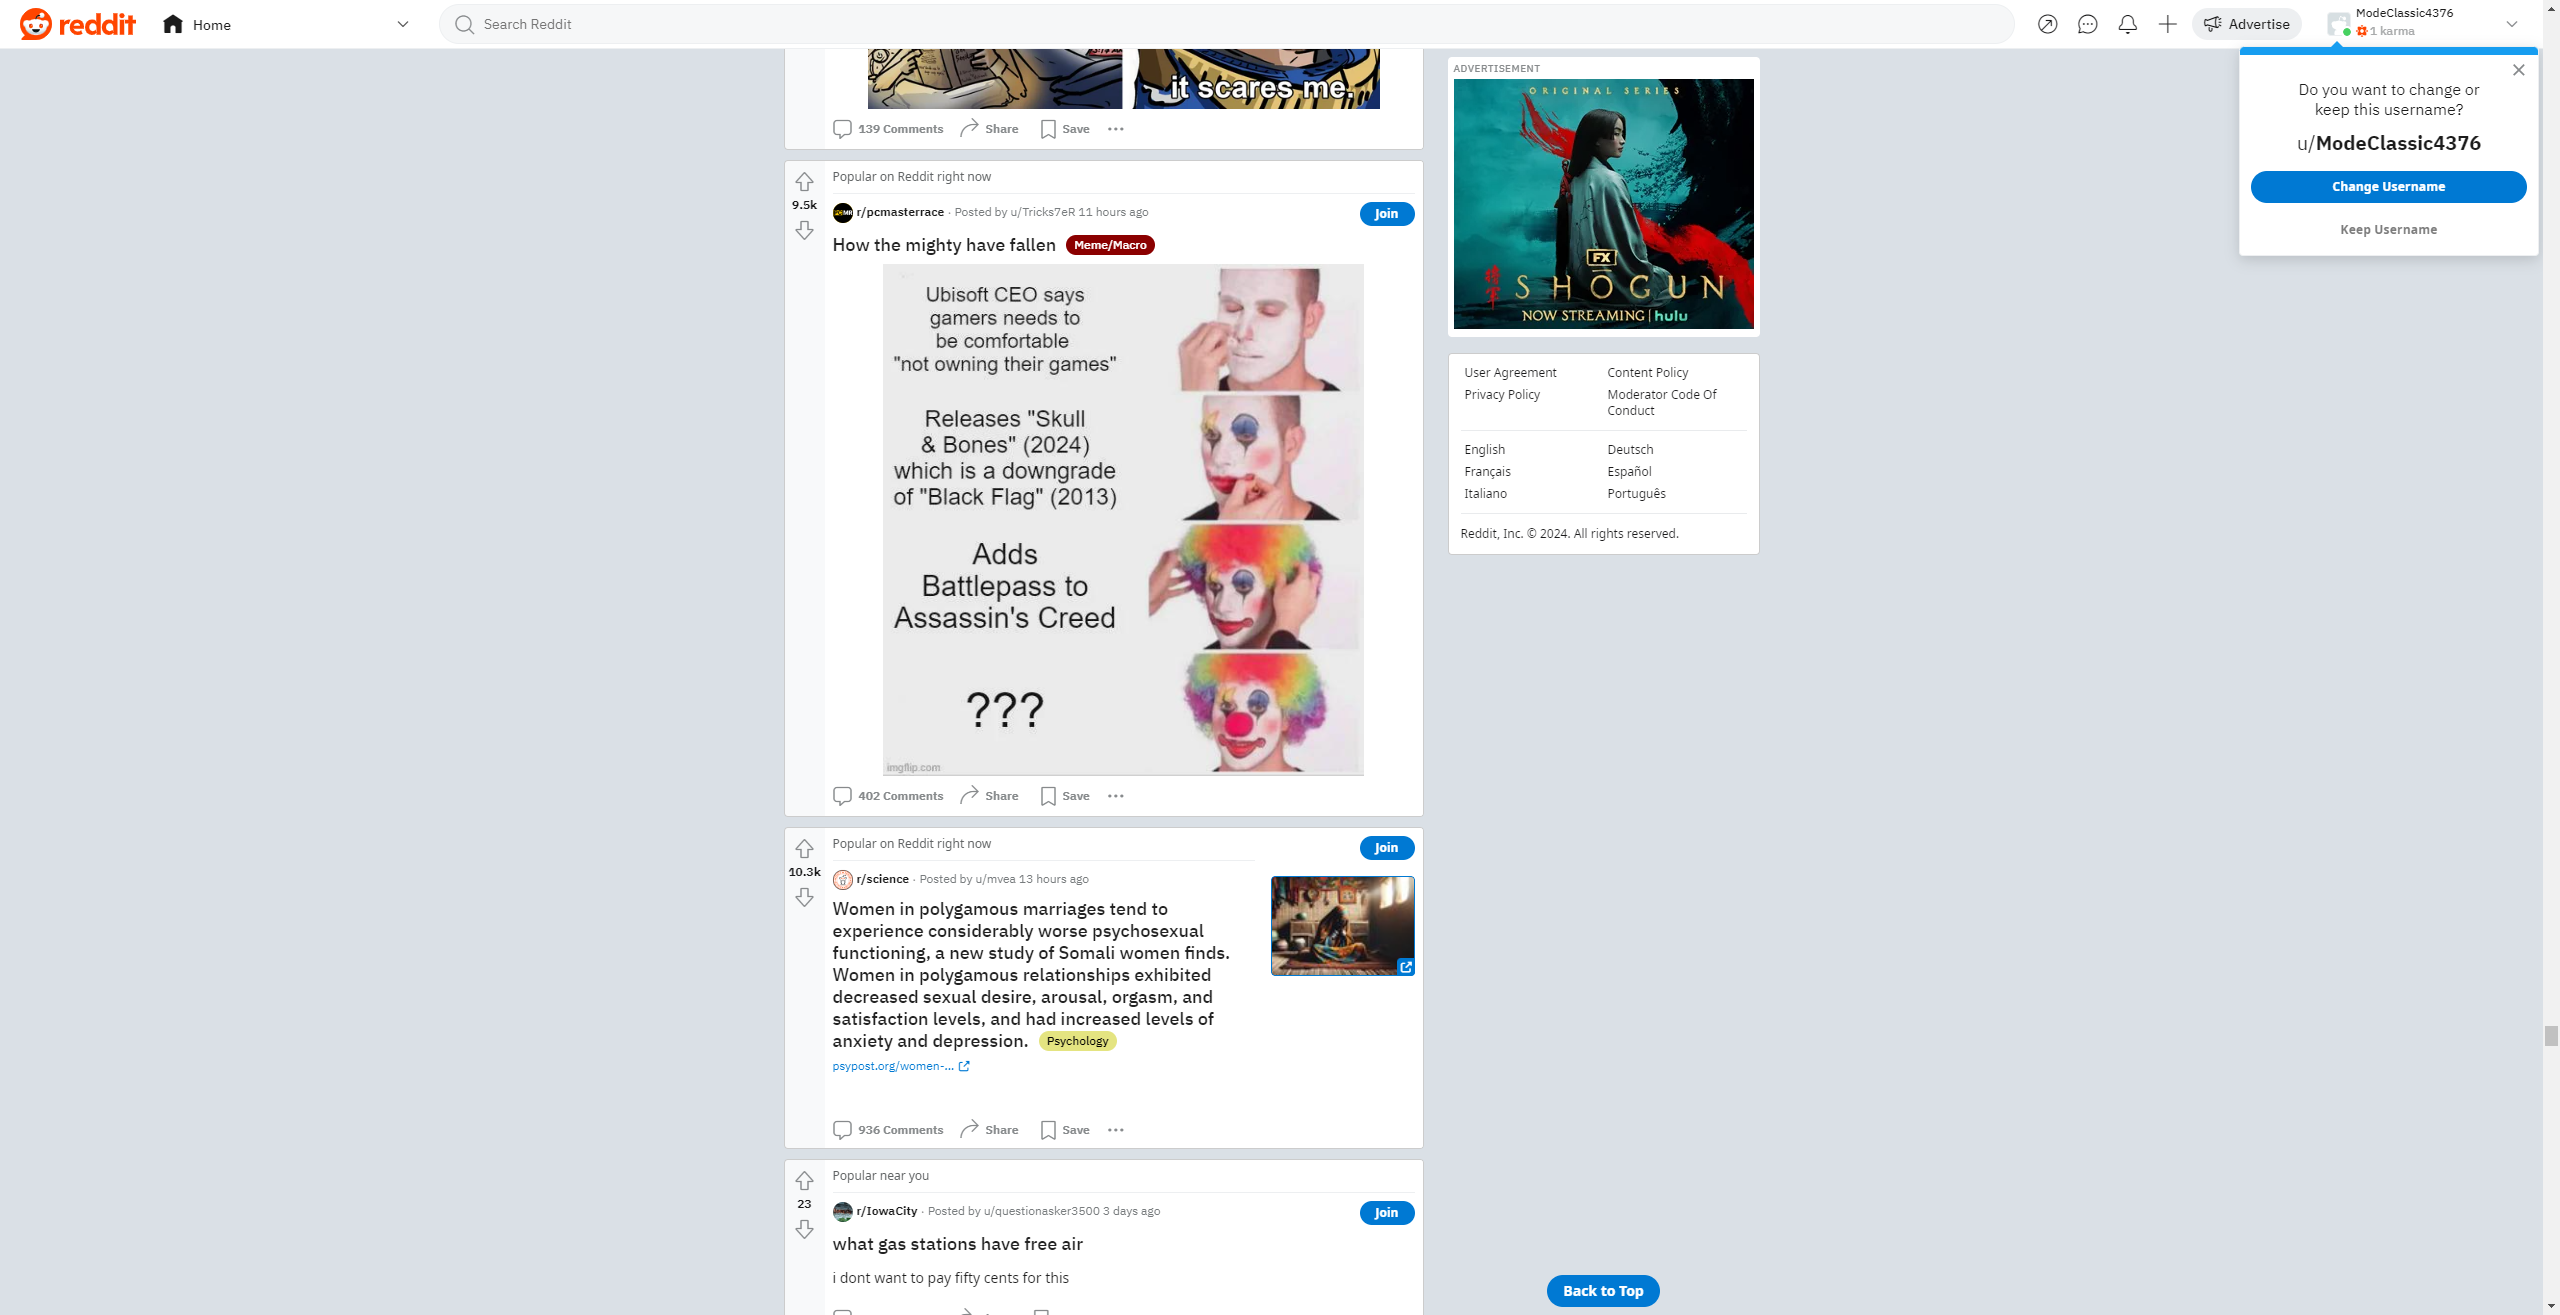 reddit
Home
Search Reddit
Advertise
ModeClassic4376
1 karma
it scares me.
139 Comments
Share
Save
Popular on Reddit right now
9.5k
r/pcmasterrace · Posted by u/Tricks7eR 11 hours ago
Join
How the mighty have fallen
Meme/Macro
Ubisoft CEO says
gamers needs to
be comfortable
"not owning their games"
Releases "Skull
& Bones" (2024)
which is a downgrade
of "Black Flag" (2013)
Adds
Battlepass to
Assassin's Creed
???
imgflip.com
402 Comments
Share
Save
Popular on Reddit right now
Join
10.3k
r/science · Posted by u/mvea 13 hours ago
Women in polygamous marriages tend to
experience considerably worse psychosexual
functioning, a new study of Somali women finds.
Women in polygamous relationships exhibited
decreased sexual desire, arousal, orgasm, and
satisfaction levels, and had increased levels of
anxiety and depression.
Psychology
psypost.org/women-...
936 Comments
Share
Save
Popular near you
23
r/IowaCity · Posted by u/questionasker3500 3 days ago
Join
what gas stations have free air
i dont want to pay fifty cents for this
ADVERTISEMENT
ORIGINAL SERIES
FX
将軍
SHŌGUN
NOW STREAMING | hulu
User Agreement
Content Policy
Privacy Policy
Moderator Code Of
Conduct
English
Deutsch
Français
Español
Italiano
Português
Reddit, Inc. © 2024. All rights reserved.
Back to Top
Do you want to change or
keep this username?
u/ModeClassic4376
Change Username
Keep Username